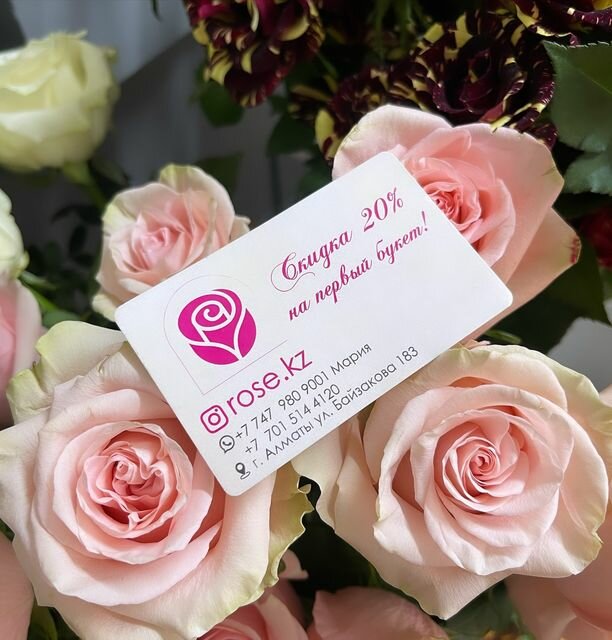 Скидка 20%
на первый букет!
rose.kz
+7 747 980 9001 Мария
+7 701 514 4120
г. Алматы ул. Байзакова 183